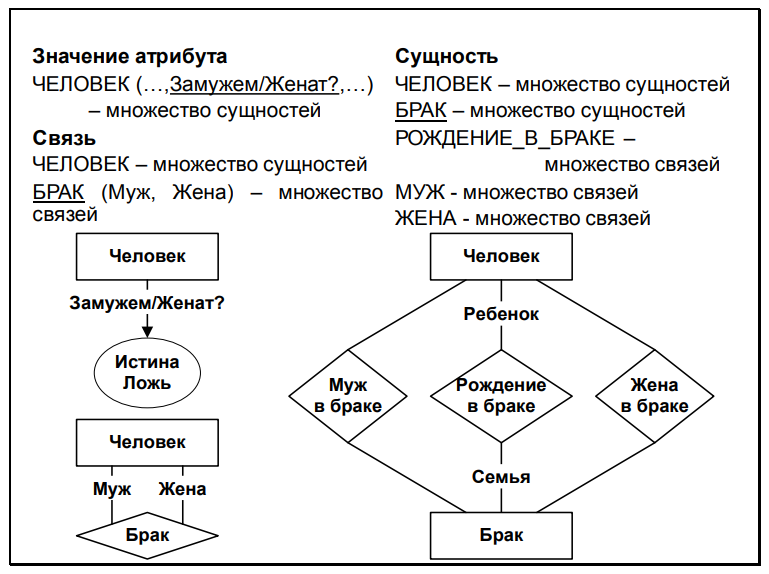 Значение атрибута
ЧЕЛОВЕК (…,Замужем/Женат?,…)
– множество сущностей
Связь
ЧЕЛОВЕК – множество сущностей
БРАК (Муж, Жена) – множество
связей
Сущность
ЧЕЛОВЕК – множество сущностей
БРАК – множество сущностей
РОЖДЕНИЕ_В_БРАКЕ –
множество связей
МУЖ - множество связей
ЖЕНА - множество связей
Человек
Замужем/Женат?
Истина
Ложь
Человек
Муж Жена
Брак
Человек
Ребенок
Муж
в браке
Рождение
в браке
Жена
в браке
Семья
Брак